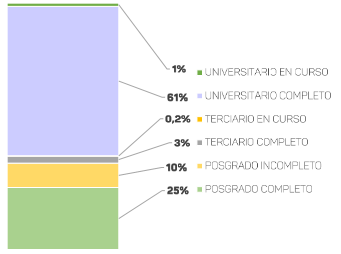 1% UNIVERSITARIO EN CURSO
61% UNIVERSITARIO COMPLETO
0,2% TERCIARIO EN CURSO
3% TERCIARIO COMPLETO
10% POSGRADO INCOMPLETO
25% POSGRADO COMPLETO